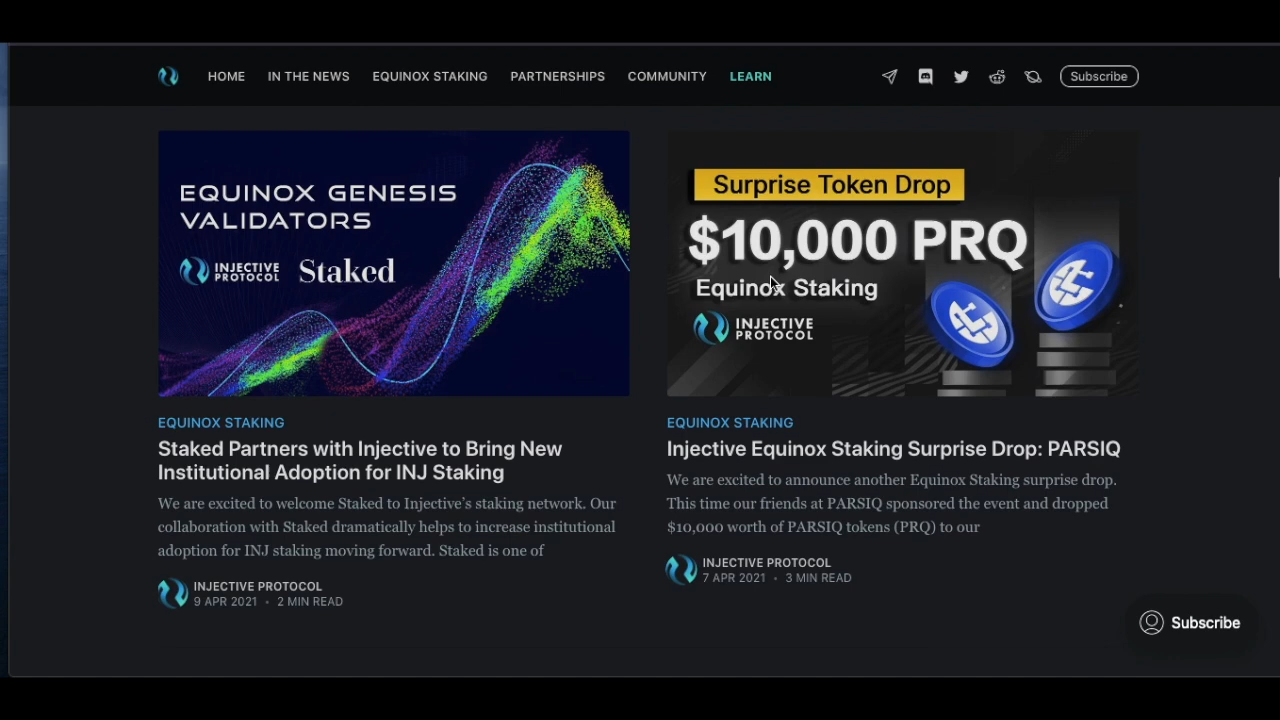 HOME IN THE NEWS EQUINOX STAKING PARTNERSHIPS COMMUNITY LEARN Subscribe
EQUINOX GENESIS
VALIDATORS
INJECTIVE
PROTOCOL
Staked
EQUINOX STAKING
Staked Partners with Injective to Bring New
Institutional Adoption for INJ Staking
We are excited to welcome Staked to Injective’s staking network. Our
collaboration with Staked dramatically helps to increase institutional
adoption for INJ staking moving forward. Staked is one of
INJECTIVE PROTOCOL
9 APR 2021 • 2 MIN READ
Surprise Token Drop
$10,000 PRQ
Equinox Staking
INJECTIVE
PROTOCOL
EQUINOX STAKING
Injective Equinox Staking Surprise Drop: PARSIQ
We are excited to announce another Equinox Staking surprise drop.
This time our friends at PARSIQ sponsored the event and dropped
$10,000 worth of PARSIQ tokens (PRQ) to our
INJECTIVE PROTOCOL
7 APR 2021 • 3 MIN READ
Subscribe